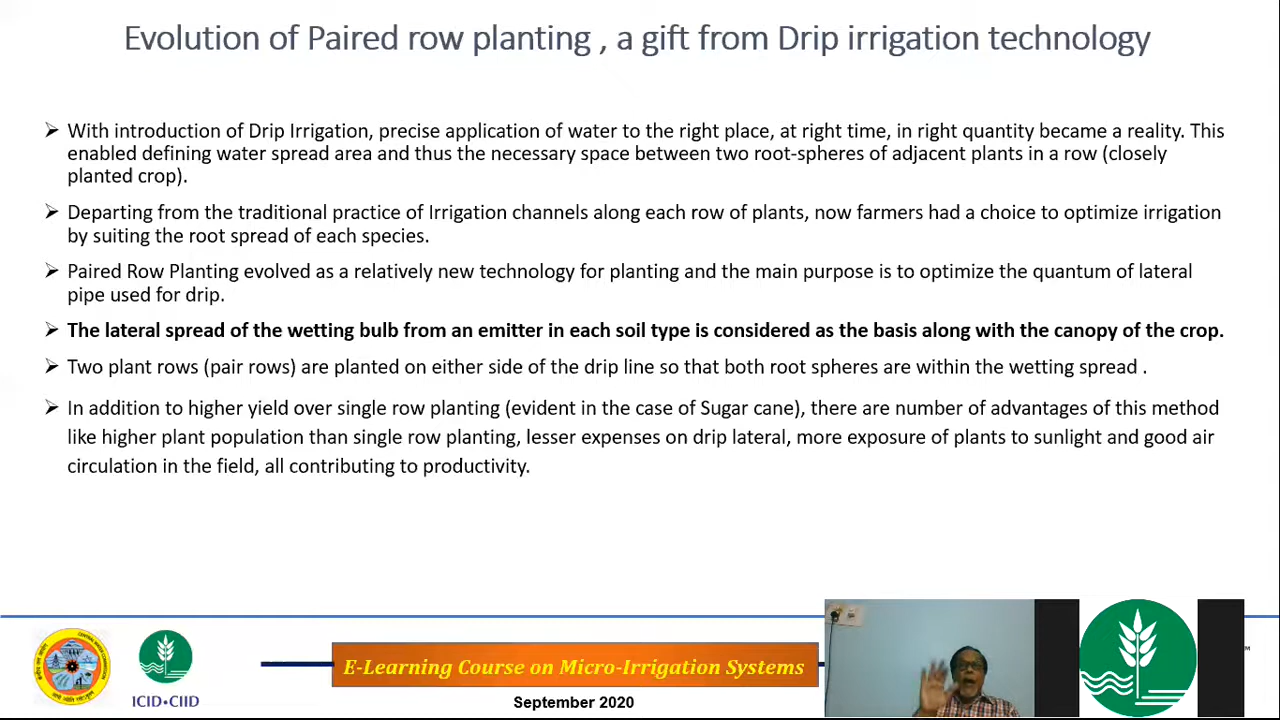 Evolution of Paired row planting , a gift from Drip irrigation technology
➢ With introduction of Drip Irrigation, precise application of water to the right place, at right time, in right quantity became a reality. This
enabled defining water spread area and thus the necessary space between two root-spheres of adjacent plants in a row (closely
planted crop).
➢ Departing from the traditional practice of Irrigation channels along each row of plants, now farmers had a choice to optimize irrigation
by suiting the root spread of each species.
➢ Paired Row Planting evolved as a relatively new technology for planting and the main purpose is to optimize the quantum of lateral
pipe used for drip.
➢ The lateral spread of the wetting bulb from an emitter in each soil type is considered as the basis along with the canopy of the crop.
➢ Two plant rows (pair rows) are planted on either side of the drip line so that both root spheres are within the wetting spread .
➢ In addition to higher yield over single row planting (evident in the case of Sugar cane), there are number of advantages of this method
like higher plant population than single row planting, lesser expenses on drip lateral, more exposure of plants to sunlight and good air
circulation in the field, all contributing to productivity.
ICID•CIID
E-Learning Course on Micro-Irrigation Systems
September 2020